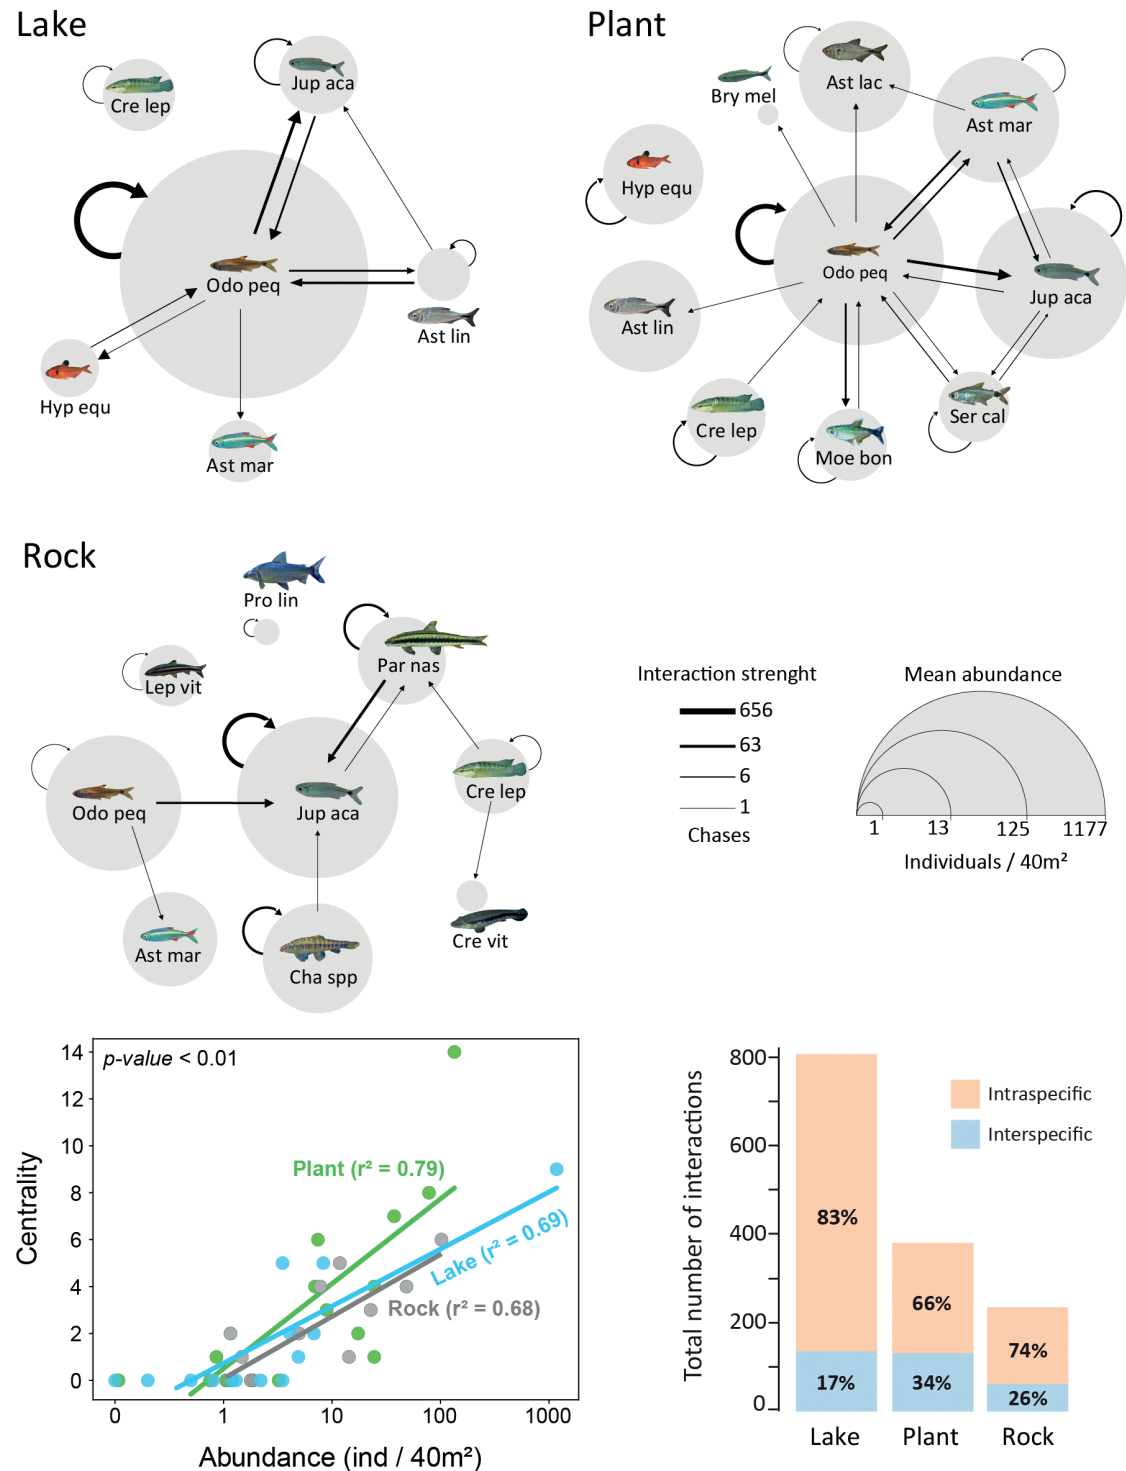 Lake
Cre lep
Jup aca
Odo peq
Ast lin
Hyp equ
Ast mar
Plant
Bry mel
Ast lac
Ast mar
Hyp equ
Odo peq
Jup aca
Ast lin
Cre lep
Moe bon
Ser cal
Rock
Pro lin
Par nas
Lep vit
Odo peq
Jup aca
Cre lep
Ast mar
Cha spp
Cre vit
Interaction strenght
656
63
6
1
Chases
Mean abundance
1 13 125 1177
Individuals / 40m²
p-value < 0.01
Plant (r² = 0.79)
Lake (r² = 0.69)
Rock (r² = 0.68)
Centrality
14
12
10
8
6
4
2
0
0 1 10 100 1000
Abundance (ind / 40m²)
Total number of interactions
800
600
400
200
0
Intraspecific
Interspecific
83%
17%
66%
34%
74%
26%
Lake Plant Rock